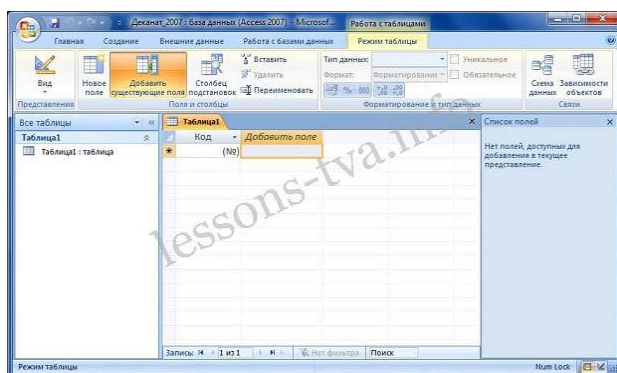 Деканат_2007 : база данных (Access 2007) - Microsof...
Работа с таблицами
Главная Создание Внешние данные Работа с базами данных Режим таблицы
Вид
Представления
Новое поле
Добавить существующие поля
Столбец подстановок
Вставить
Удалить
Переименовать
Поля и столбцы
Тип данных:
Формат: Форматирование
% 000
Уникальное
Обязательное
Форматирование и тип данных
Схема данных
Зависимости объектов
Связи
Все таблицы
Таблица1
Таблица1 : таблица
Таблица1
Код Добавить поле
* (№)
Список полей
Нет полей, доступных для
добавления в текущее
представление.
lessons-tva.info
Запись: 1 из 1 Нет фильтра Поиск
Режим таблицы Num Lock